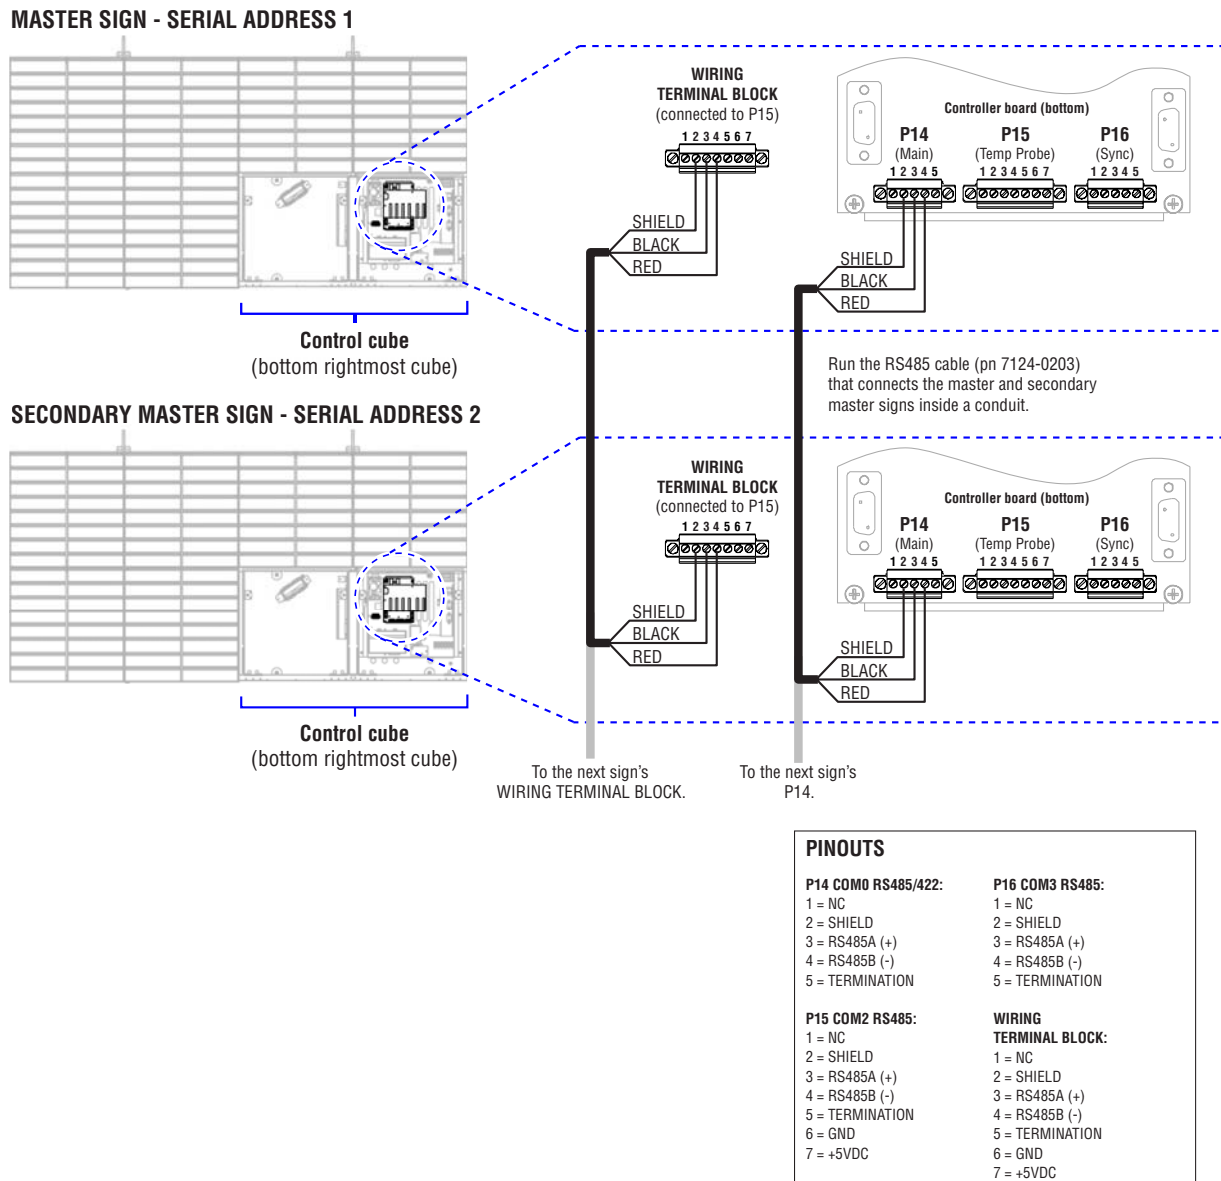 MASTER SIGN - SERIAL ADDRESS 1
WIRING
TERMINAL BLOCK
(connected to P15)
1 2 3 4 5 6 7
SHIELD
BLACK
RED
Controller board (bottom)
P14
(Main)
1 2 3 4 5
P15
(Temp Probe)
1 2 3 4 5 6 7
P16
(Sync)
1 2 3 4 5
SHIELD
BLACK
RED
Control cube
(bottom rightmost cube)
Run the RS485 cable (pn 7124-0203)
that connects the master and secondary
master signs inside a conduit.
SECONDARY MASTER SIGN - SERIAL ADDRESS 2
WIRING
TERMINAL BLOCK
(connected to P15)
1 2 3 4 5 6 7
SHIELD
BLACK
RED
Controller board (bottom)
P14
(Main)
1 2 3 4 5
P15
(Temp Probe)
1 2 3 4 5 6 7
P16
(Sync)
1 2 3 4 5
SHIELD
BLACK
RED
Control cube
(bottom rightmost cube)
To the next sign's
WIRING TERMINAL BLOCK.
To the next sign's
P14.
PINOUTS
P14 COM0 RS485/422:
1 = NC
2 = SHIELD
3 = RS485A (+)
4 = RS485B (-)
5 = TERMINATION
P16 COM3 RS485:
1 = NC
2 = SHIELD
3 = RS485A (+)
4 = RS485B (-)
5 = TERMINATION
P15 COM2 RS485:
1 = NC
2 = SHIELD
3 = RS485A (+)
4 = RS485B (-)
5 = TERMINATION
6 = GND
7 = +5VDC
WIRING
TERMINAL BLOCK:
1 = NC
2 = SHIELD
3 = RS485A (+)
4 = RS485B (-)
5 = TERMINATION
6 = GND
7 = +5VDC